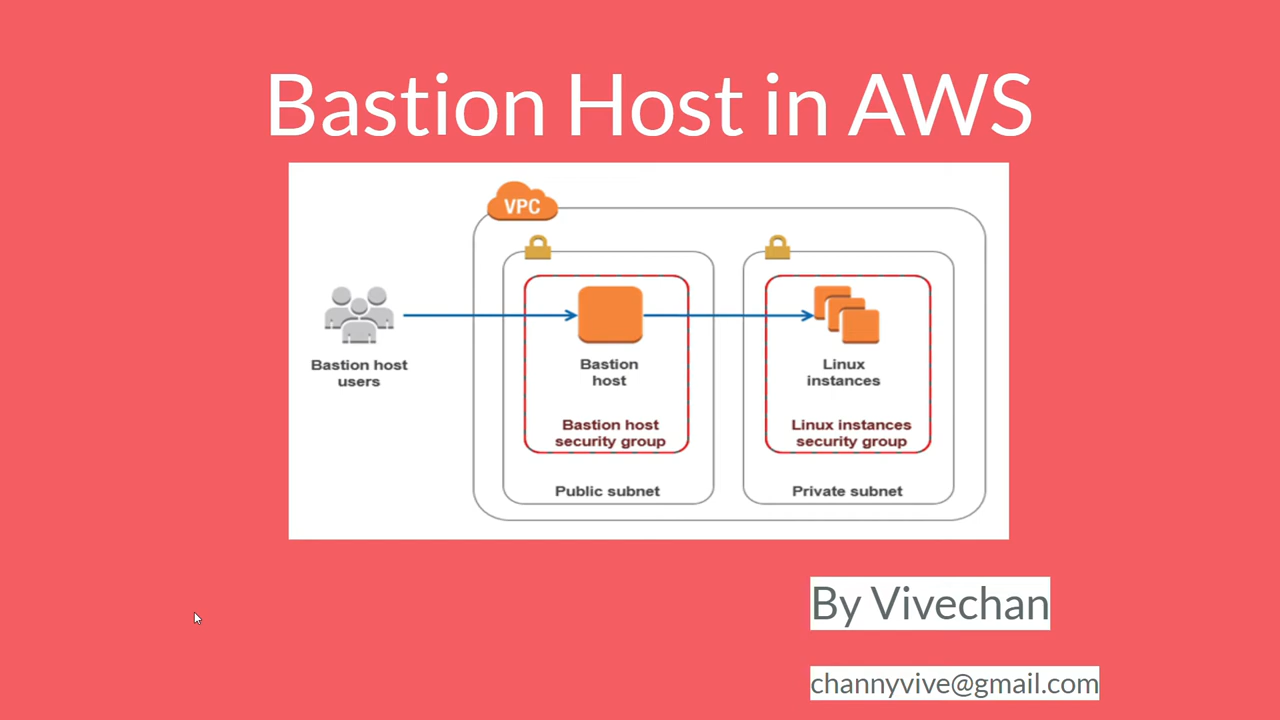 Bastion Host in AWS
VPC
Bastion host
users
Bastion
host
Bastion host
security group
Public subnet
Linux
instances
Linux instances
security group
Private subnet
By Vivechan
channyvive@gmail.com